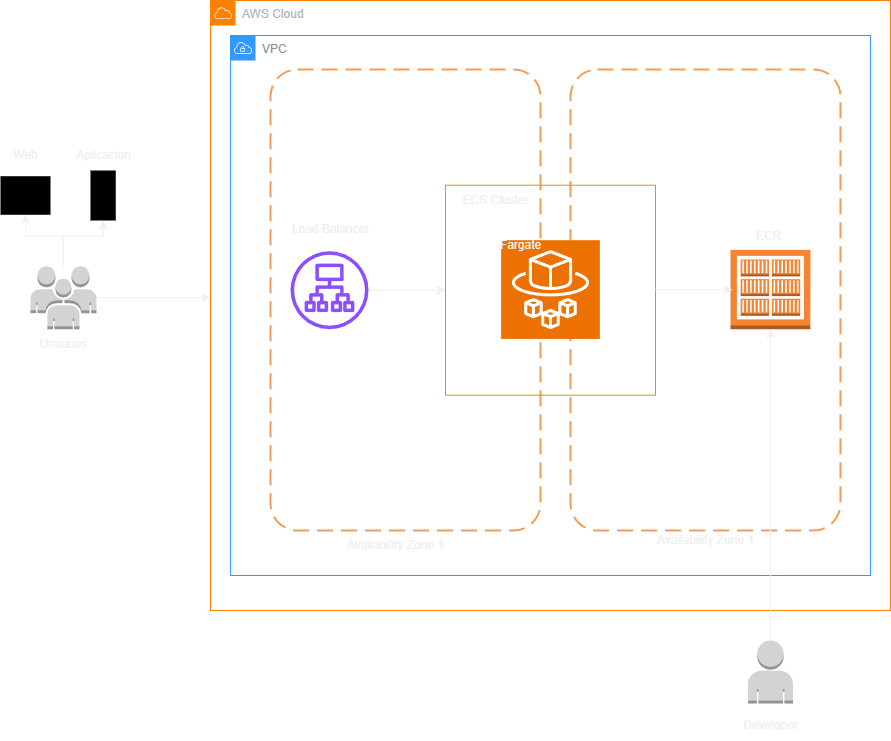 AWS Cloud
VPC
Web
Aplicacion
ECS Cluster
Load Balancer
Fargate
ECR
Usuarios
Availability Zone 1
Availability Zone 1
Developer